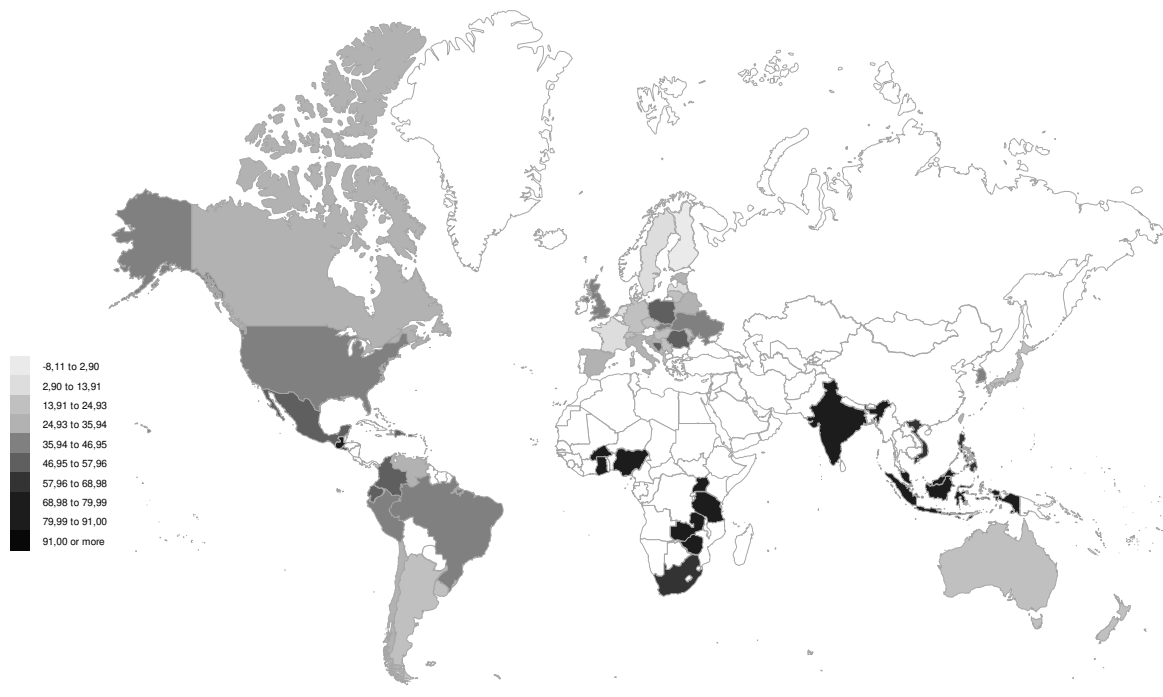 -8,11 to 2,90
2,90 to 13,91
13,91 to 24,93
24,93 to 35,94
35,94 to 46,95
46,95 to 57,96
57,96 to 68,98
68,98 to 79,99
79,99 to 91,00
91,00 or more